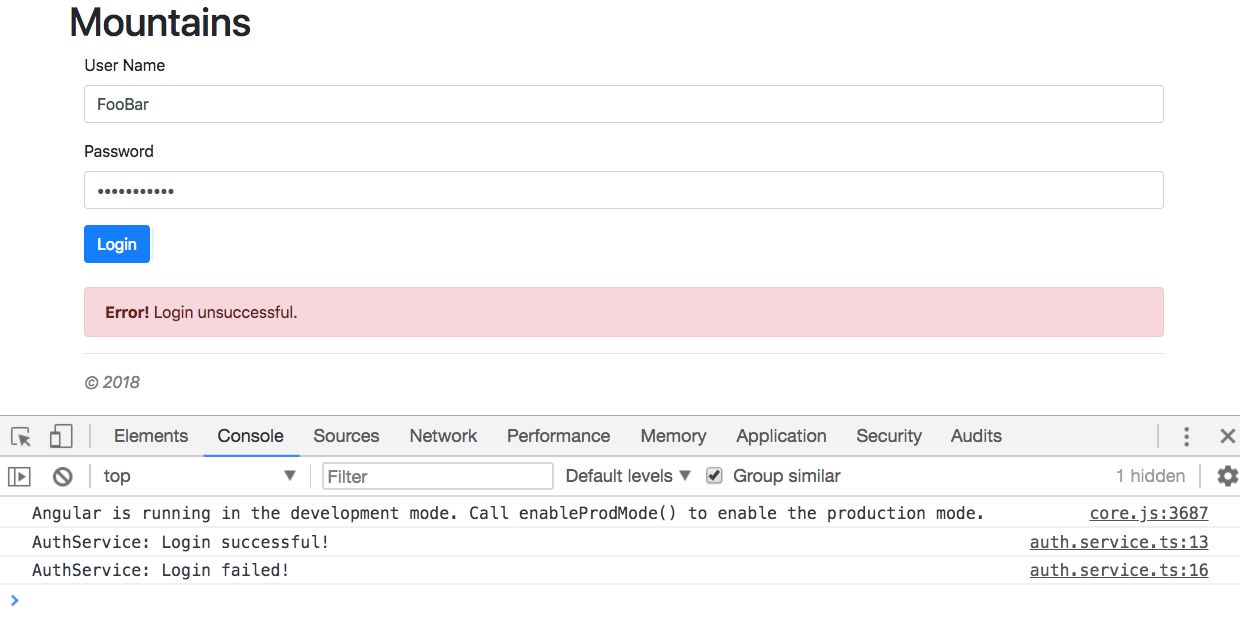 Mountains
User Name
FooBar
Password
•••••••••••
Login
Error! Login unsuccessful.
© 2018
Elements Console Sources Network Performance Memory Application Security Audits
top Filter Default levels Group similar 1 hidden
Angular is running in the development mode. Call enableProdMode() to enable the production mode. core.js:3687
AuthService: Login successful! auth.service.ts:13
AuthService: Login failed! auth.service.ts:16